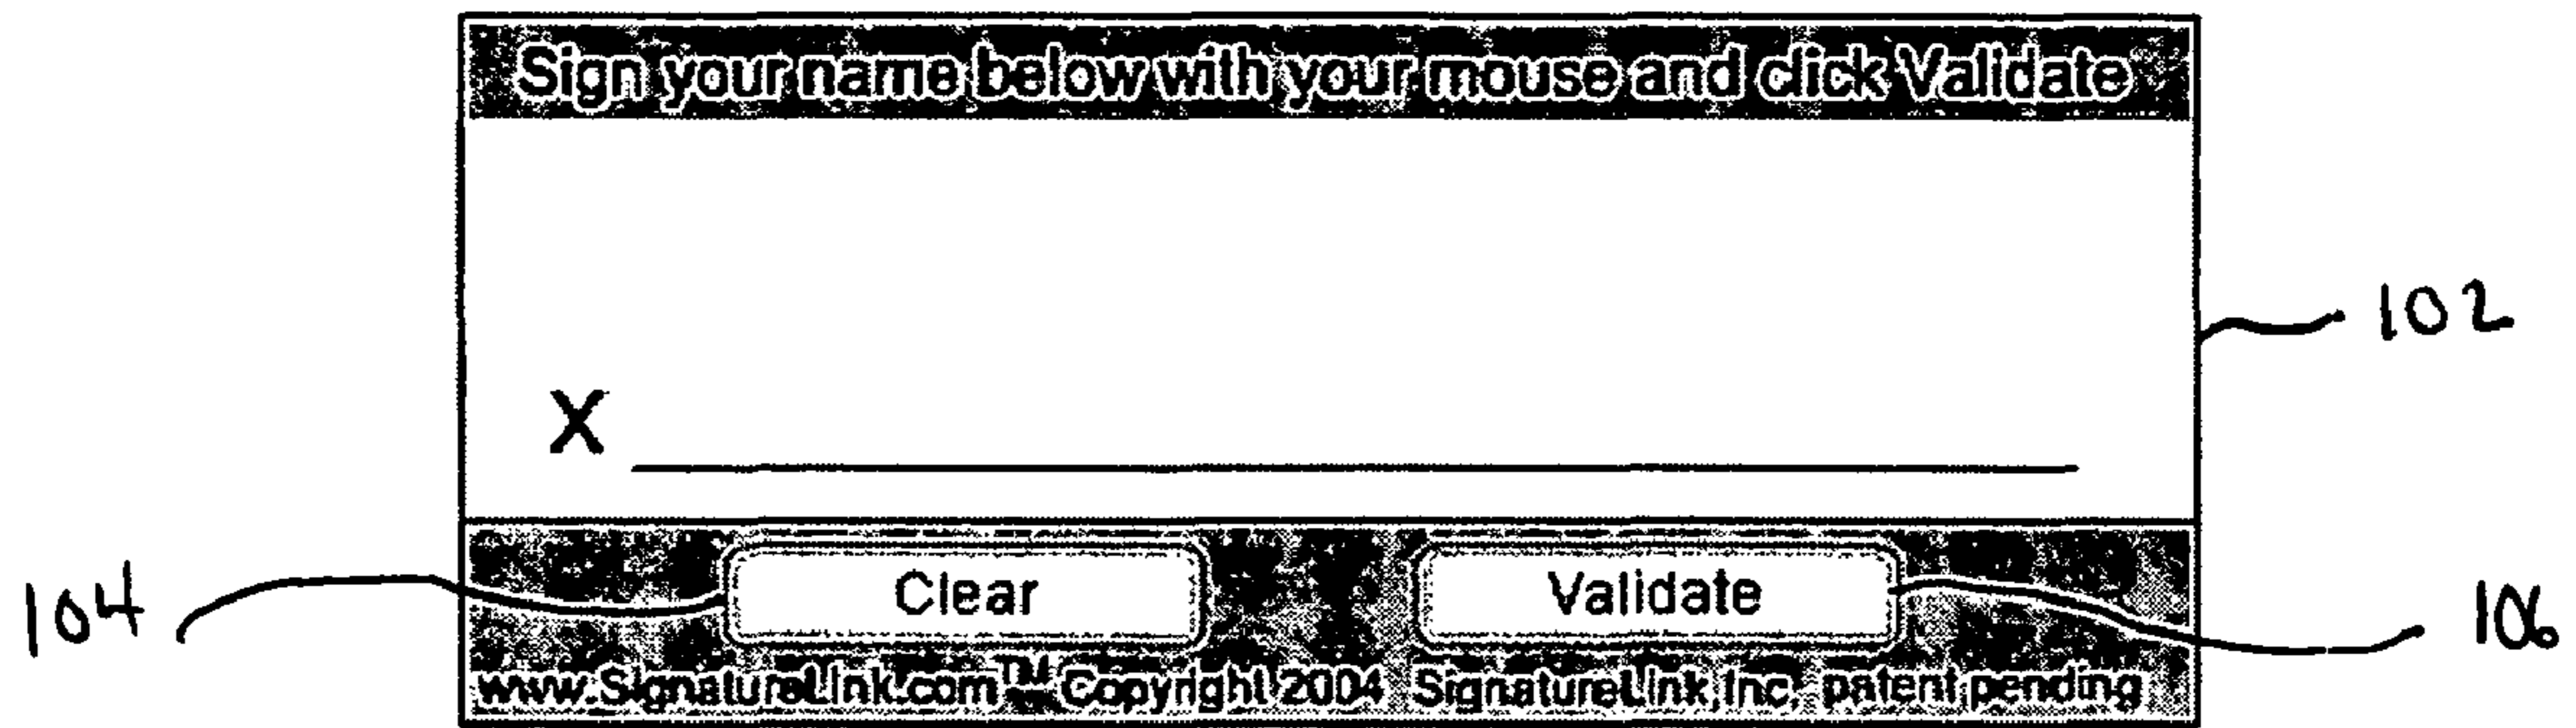 Sign your name below with your mouse and click Validate
102
X
104 Clear Validate 106
www.SignatureLink.com™ Copyright 2004 SignatureLink, Inc. patent pending